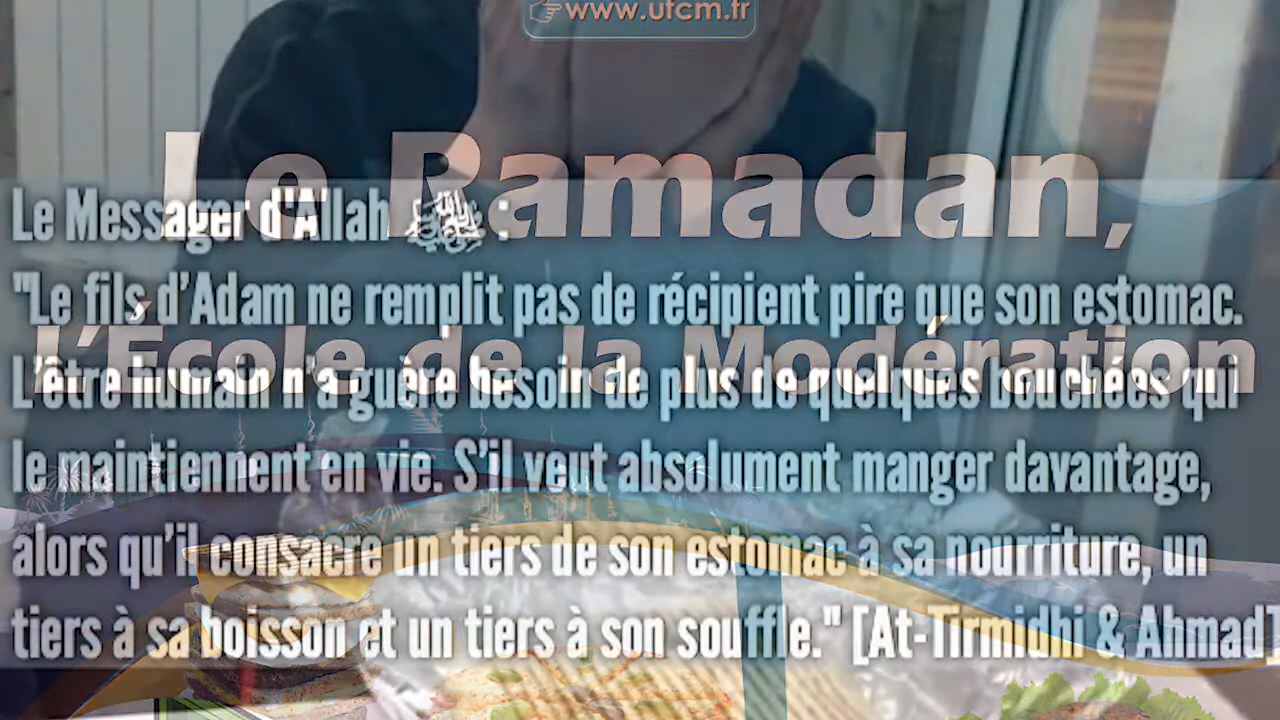 www.ufcm.fr
Le Ramadan,
Le Messager d'Allah ﷺ :
"Le fils d'Adam ne remplit pas de récipient pire que son estomac.
L'École de la Modération
L'être humain n'a guère besoin de plus de quelques bouchées qui
le maintiennent en vie. S'il veut absolument manger davantage,
alors qu'il consacre un tiers de son estomac à sa nourriture, un
tiers à sa boisson et un tiers à son souffle." [At-Tirmidhi & Ahmad]